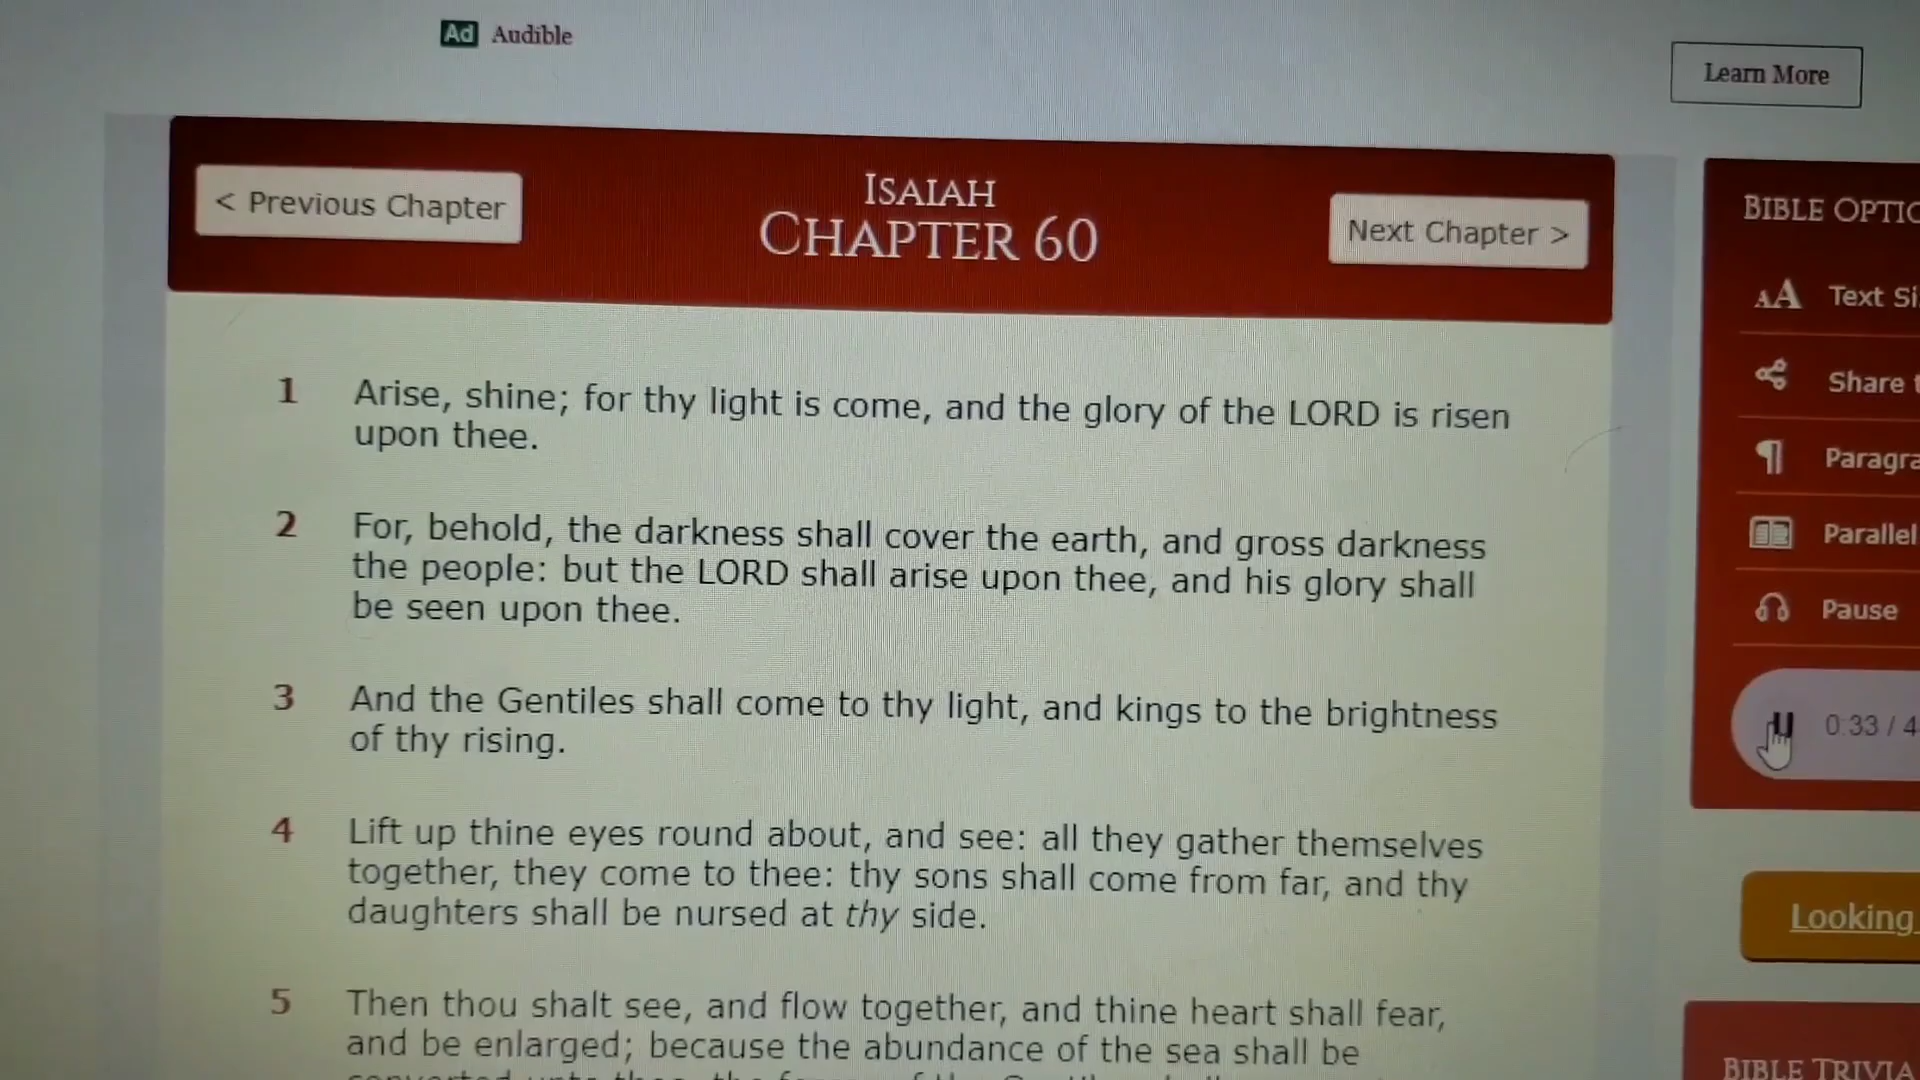 Ad Audible
Learn More
< Previous Chapter
ISAIAH
CHAPTER 60
Next Chapter >
1 Arise, shine; for thy light is come, and the glory of the LORD is risen
upon thee.
2 For, behold, the darkness shall cover the earth, and gross darkness
the people: but the LORD shall arise upon thee, and his glory shall
be seen upon thee.
3 And the Gentiles shall come to thy light, and kings to the brightness
of thy rising.
4 Lift up thine eyes round about, and see: all they gather themselves
together, they come to thee: thy sons shall come from far, and thy
daughters shall be nursed at thy side.
5 Then thou shalt see, and flow together, and thine heart shall fear,
and be enlarged; because the abundance of the sea shall be
BIBLE
AA Text
Share
Parallel
Pause
0:33 / 4
Looking
BIBLE TRIVIA